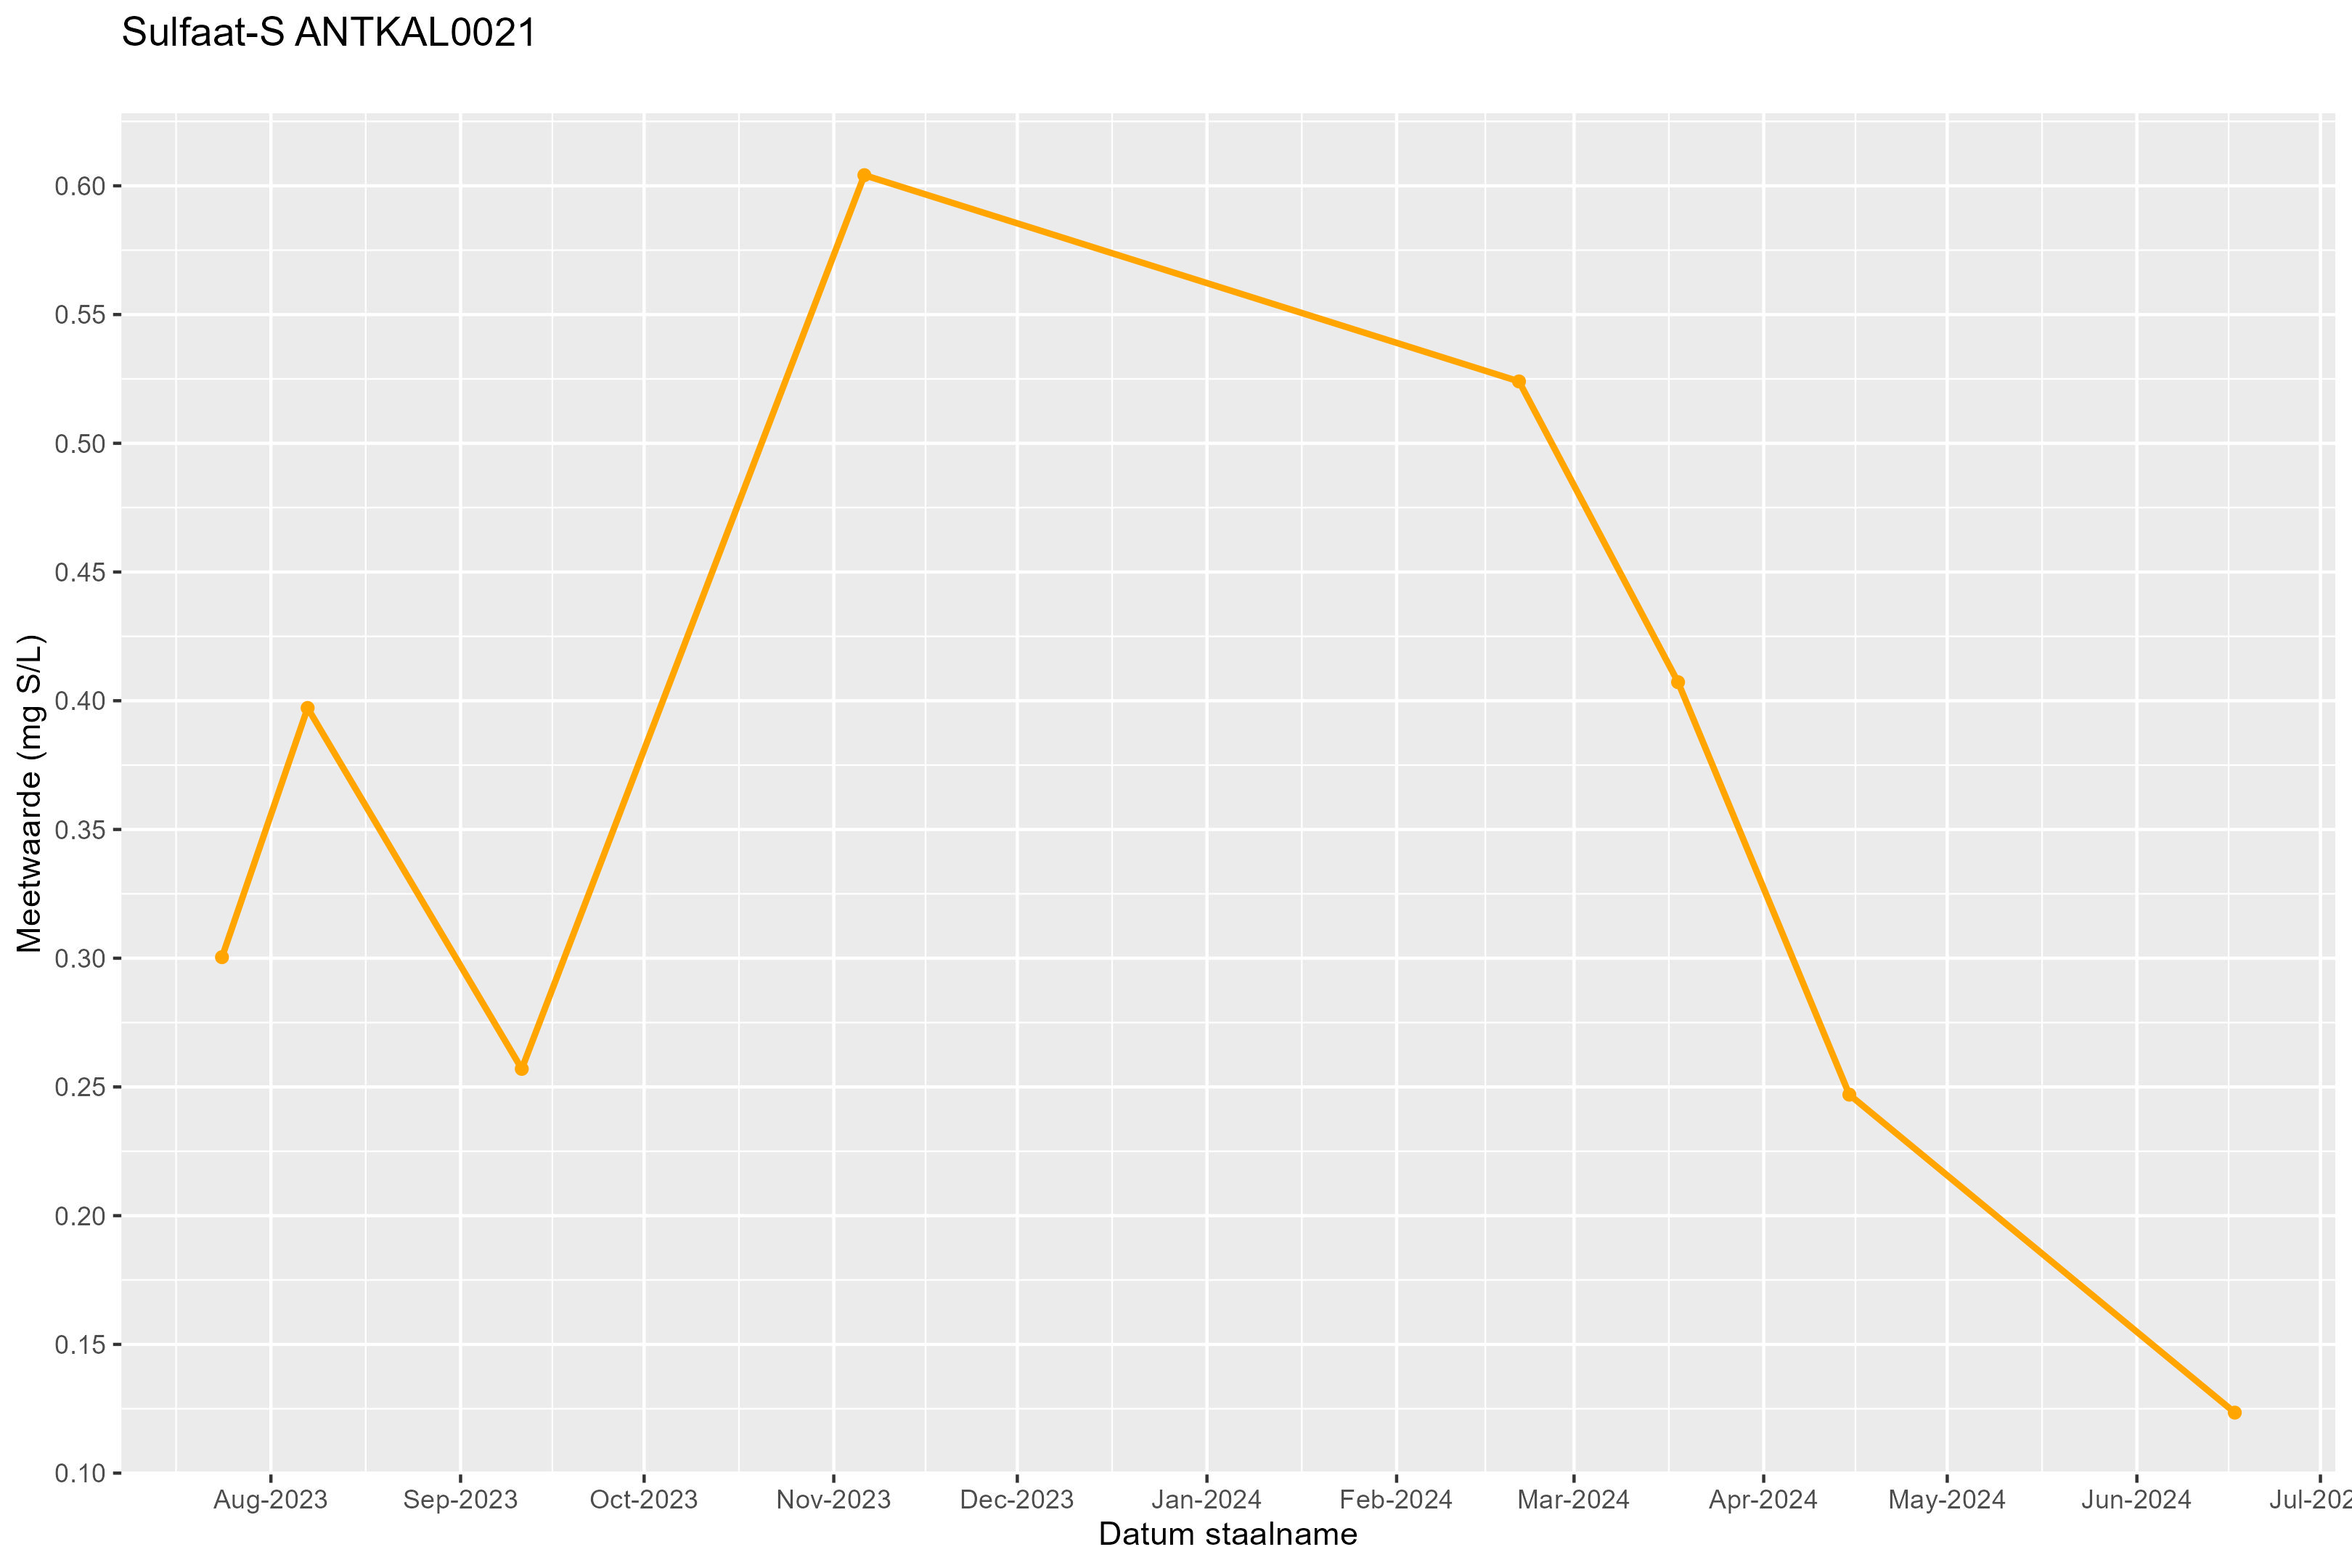 Sulfaat-S ANTKAL0021
Meetwaarde (mg S/L)
0.60
0.55
0.50
0.45
0.40
0.35
0.30
0.25
0.20
0.15
0.10
Aug-2023 Sep-2023 Oct-2023 Nov-2023 Dec-2023 Jan-2024 Feb-2024 Mar-2024 Apr-2024 May-2024 Jun-2024 Jul-202
Datum staalname